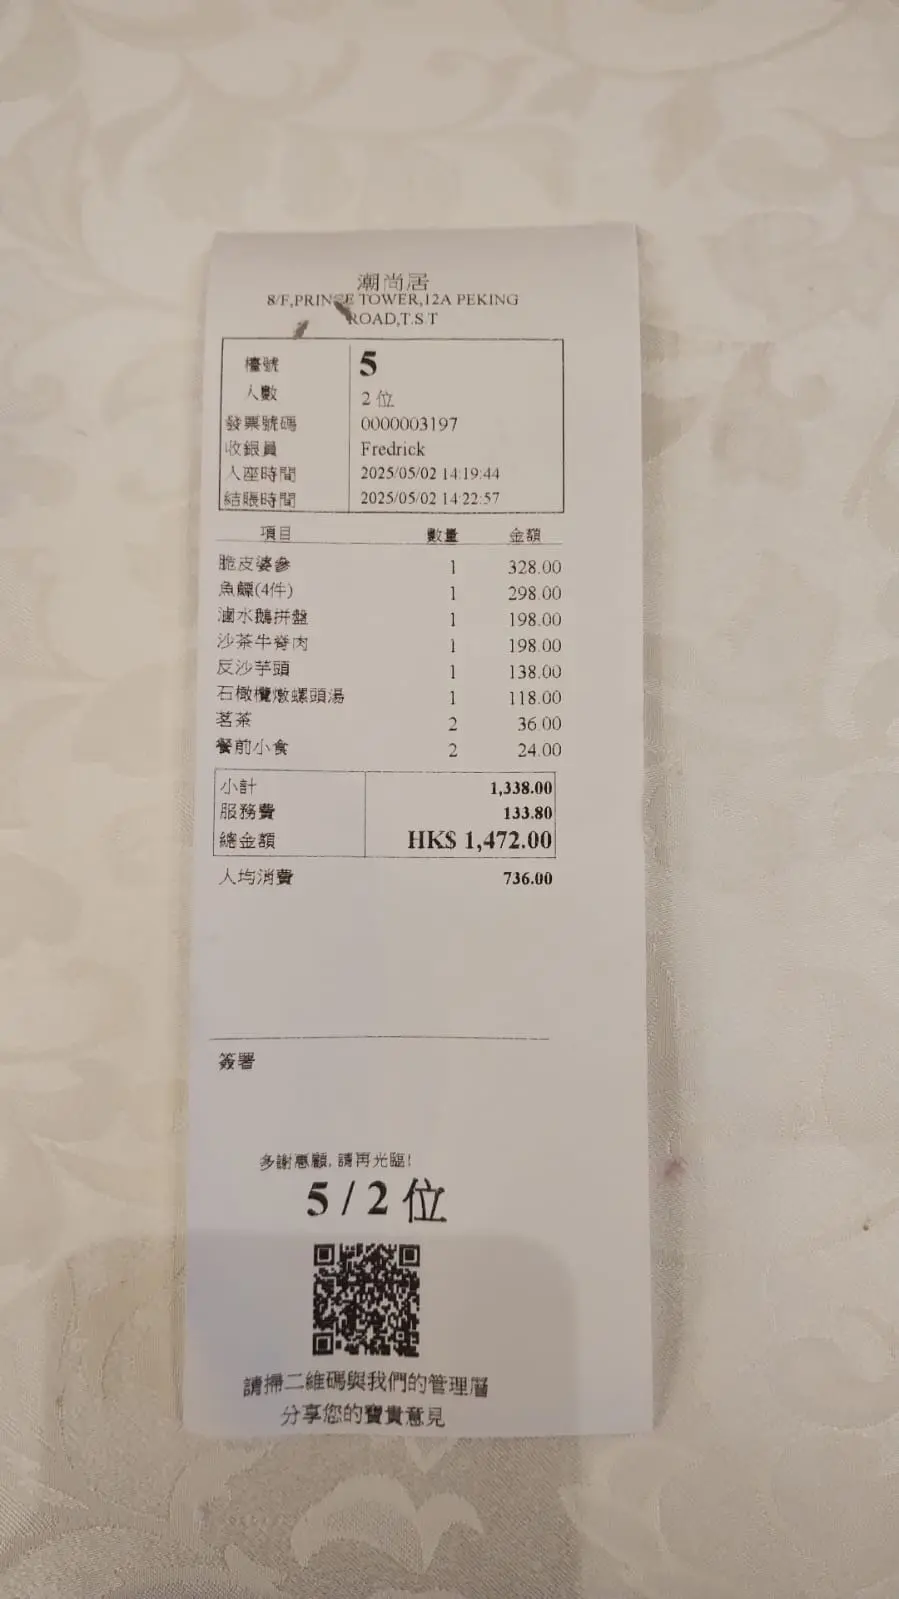 潮尚居
8/F,PRINCE TOWER,12A PEKING
ROAD,T.S.T
檯號 5
人數 2 位
發票號碼 0000003197
收銀員 Fredrick
入座時間 2025/05/02 14:19:44
結賬時間 2025/05/02 14:22:57
項目 數量 金額
脆皮婆參 1 328.00
魚鰾(4件) 1 298.00
滷水鵝拼盤 1 198.00
沙茶牛脊肉 1 198.00
反沙芋頭 1 138.00
石橄欖燉螺頭湯 1 118.00
茗茶 2 36.00
餐前小食 2 24.00
小計 1,338.00
服務費 133.80
總金額 HK$ 1,472.00
人均消費 736.00
簽署
多謝惠顧, 請再光臨!
5 / 2 位
請掃二維碼與我們的管理層
分享您的寶貴意見